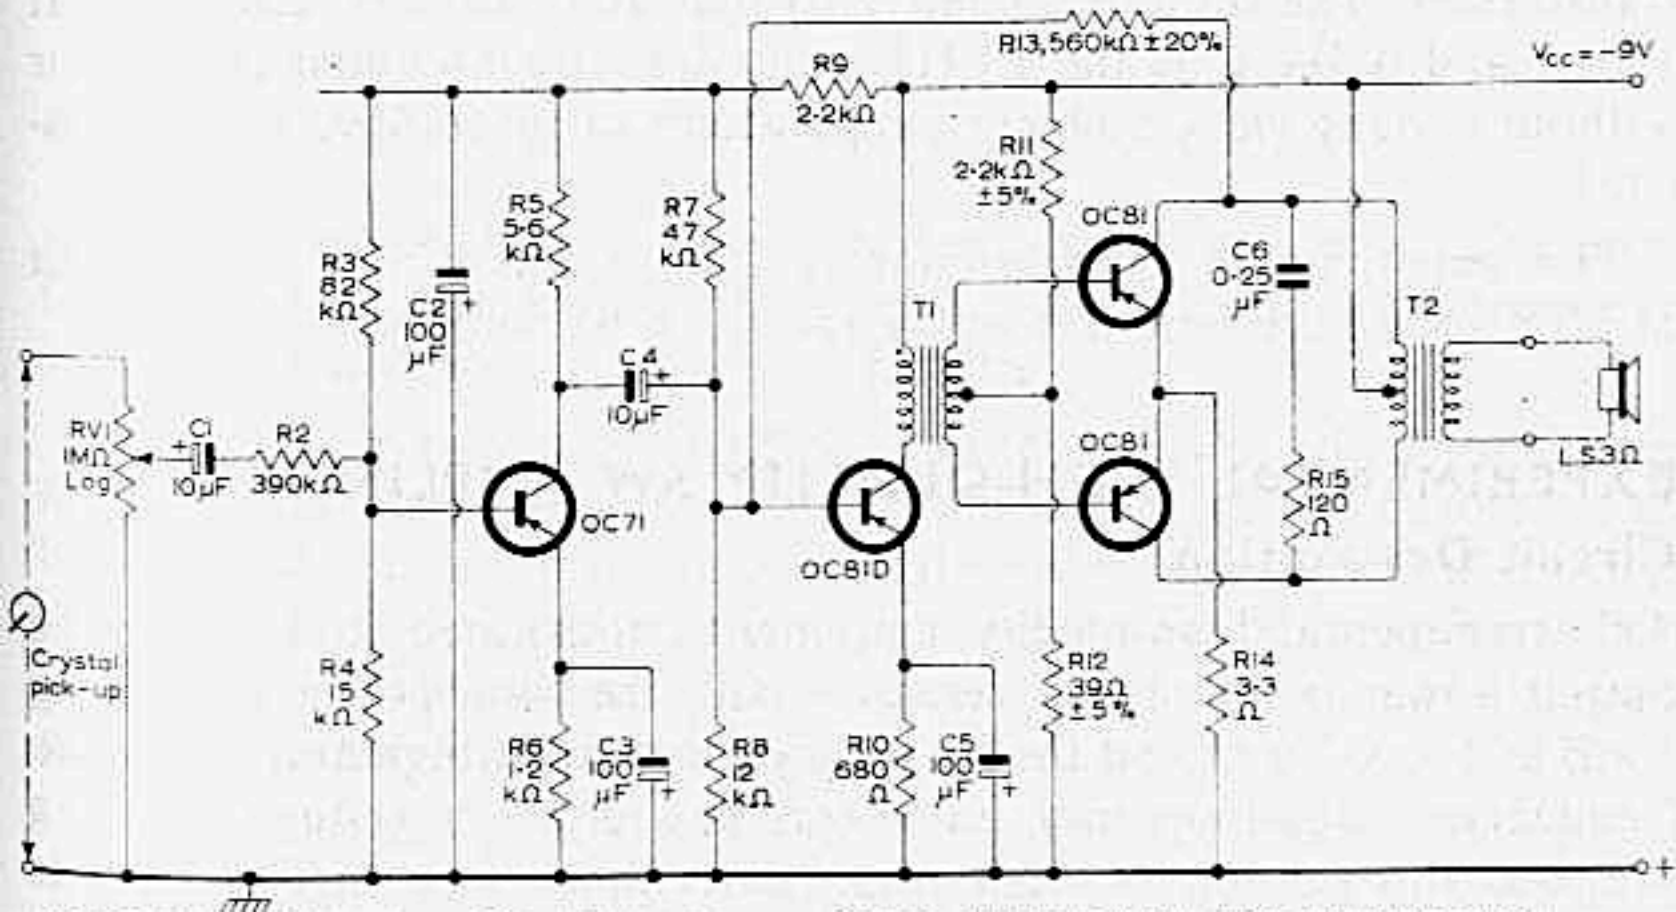 R13,560kΩ±20%
VCC=-9V
R9
2·2kΩ
R11
2·2kΩ
±5%
R5
5·6
kΩ
R7
47
kΩ
OC81
R3
82
kΩ
C2
100
μF
+
C6
0·25
μF
T1
T2
C4
+
10μF
RV1
1MΩ
Log
+
C1
10μF
R2
390kΩ
OC71
OC81D
OC81
R15
120
Ω
LS3Ω
Crystal
pick-up
R4
15
kΩ
R6
1·2
kΩ
C3
100
μF
+
R8
12
kΩ
R10
680
Ω
C5
100
μF
+
R12
39Ω
±5%
R14
3·3
Ω
+